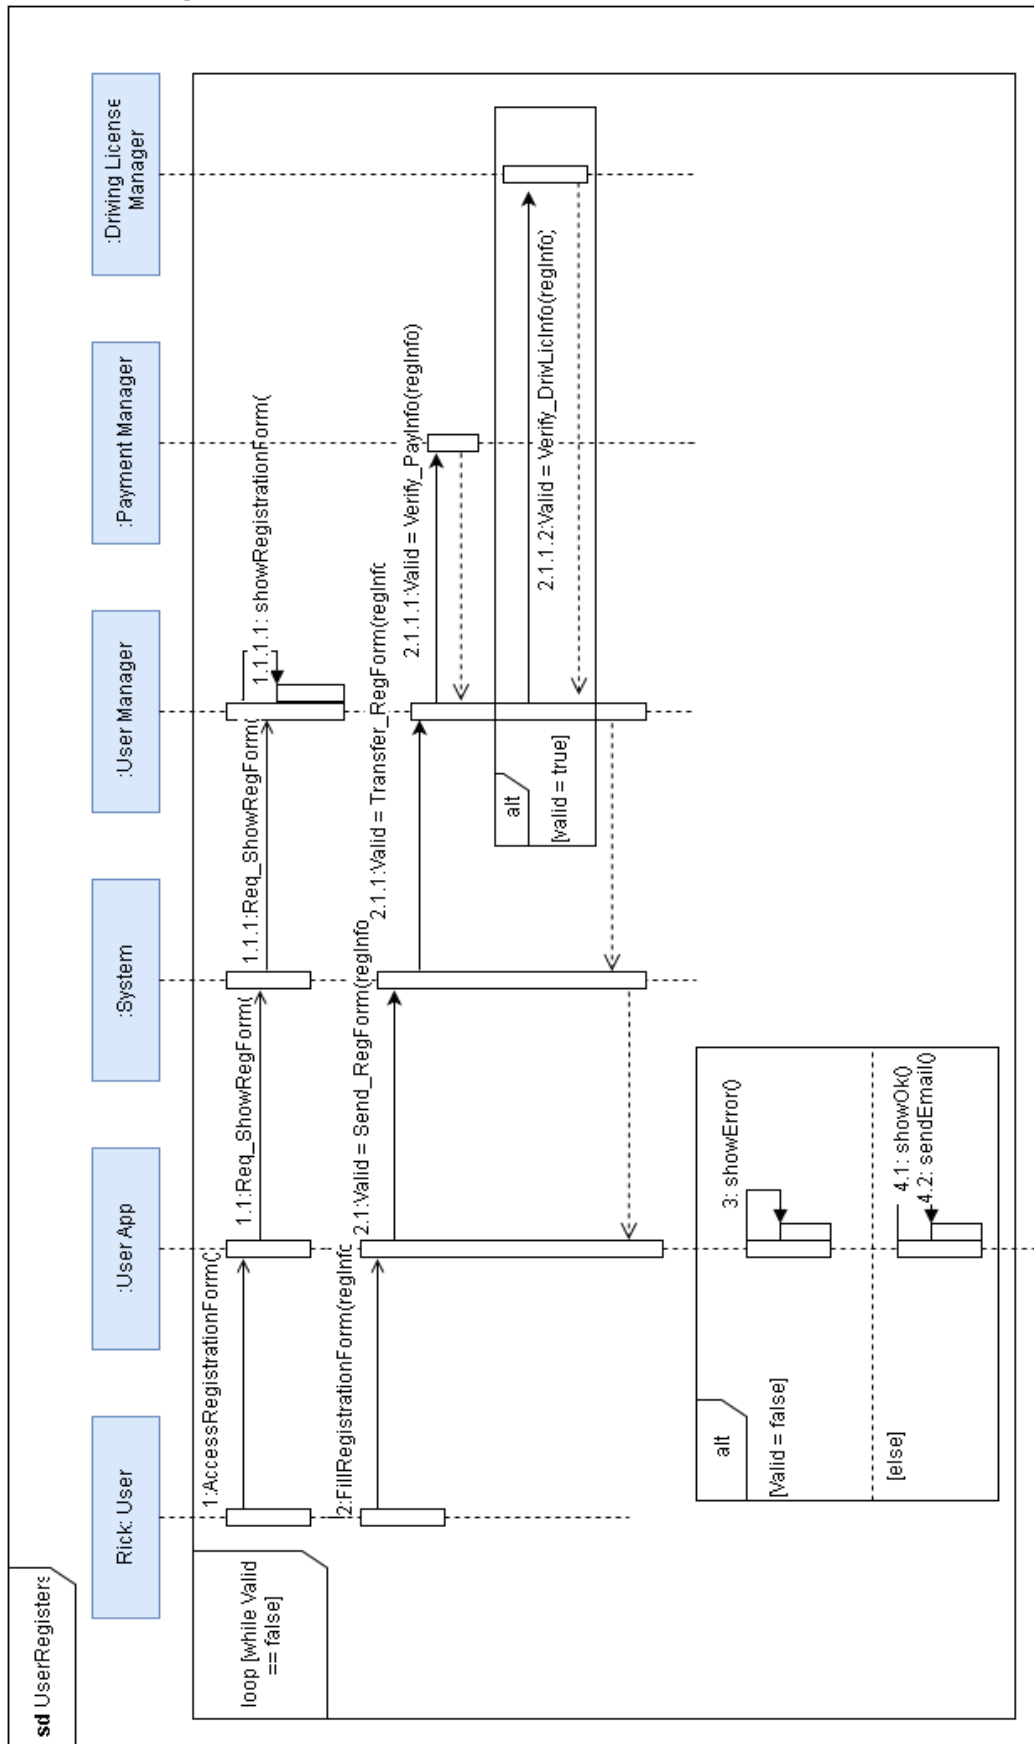 sd UserRegisters
Rick: User
:User App
:System
:User Manager
:Payment Manager
:Driving License
Manager
loop [while Valid
== false]
1:AccessRegistrationForm()
1.1:Req_ShowRegForm(
1.1.1:Req_ShowRegForm(
1.1.1.1: showRegistrationForm(
2:FillRegistrationForm(regInfo
2.1:Valid = Send_RegForm(regInfo
2.1.1:Valid = Transfer_RegForm(regInfo
2.1.1.1:Valid = Verify_PayInfo(regInfo)
alt
[valid = true]
2.1.1.2:Valid = Verify_DrivLicInfo(regInfo)
alt
[Valid = false]
3: showError()
[else]
4.1: showOk()
4.2: sendEmail()